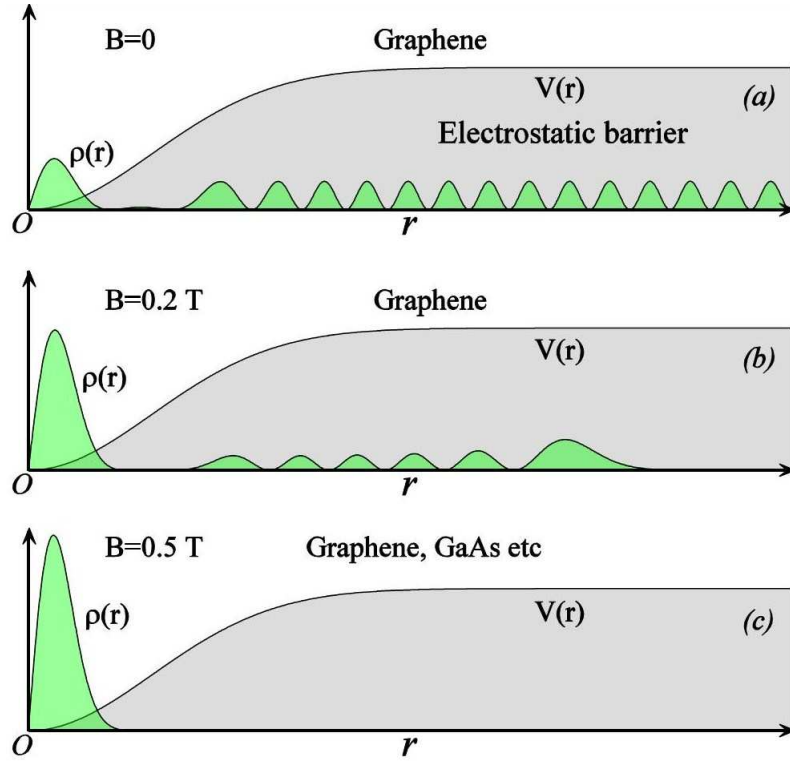 B=0 Graphene
V(r) (a)
Electrostatic barrier
ρ(r)
O r
B=0.2 T Graphene
V(r) (b)
ρ(r)
O r
B=0.5 T Graphene, GaAs etc
V(r) (c)
ρ(r)
O r